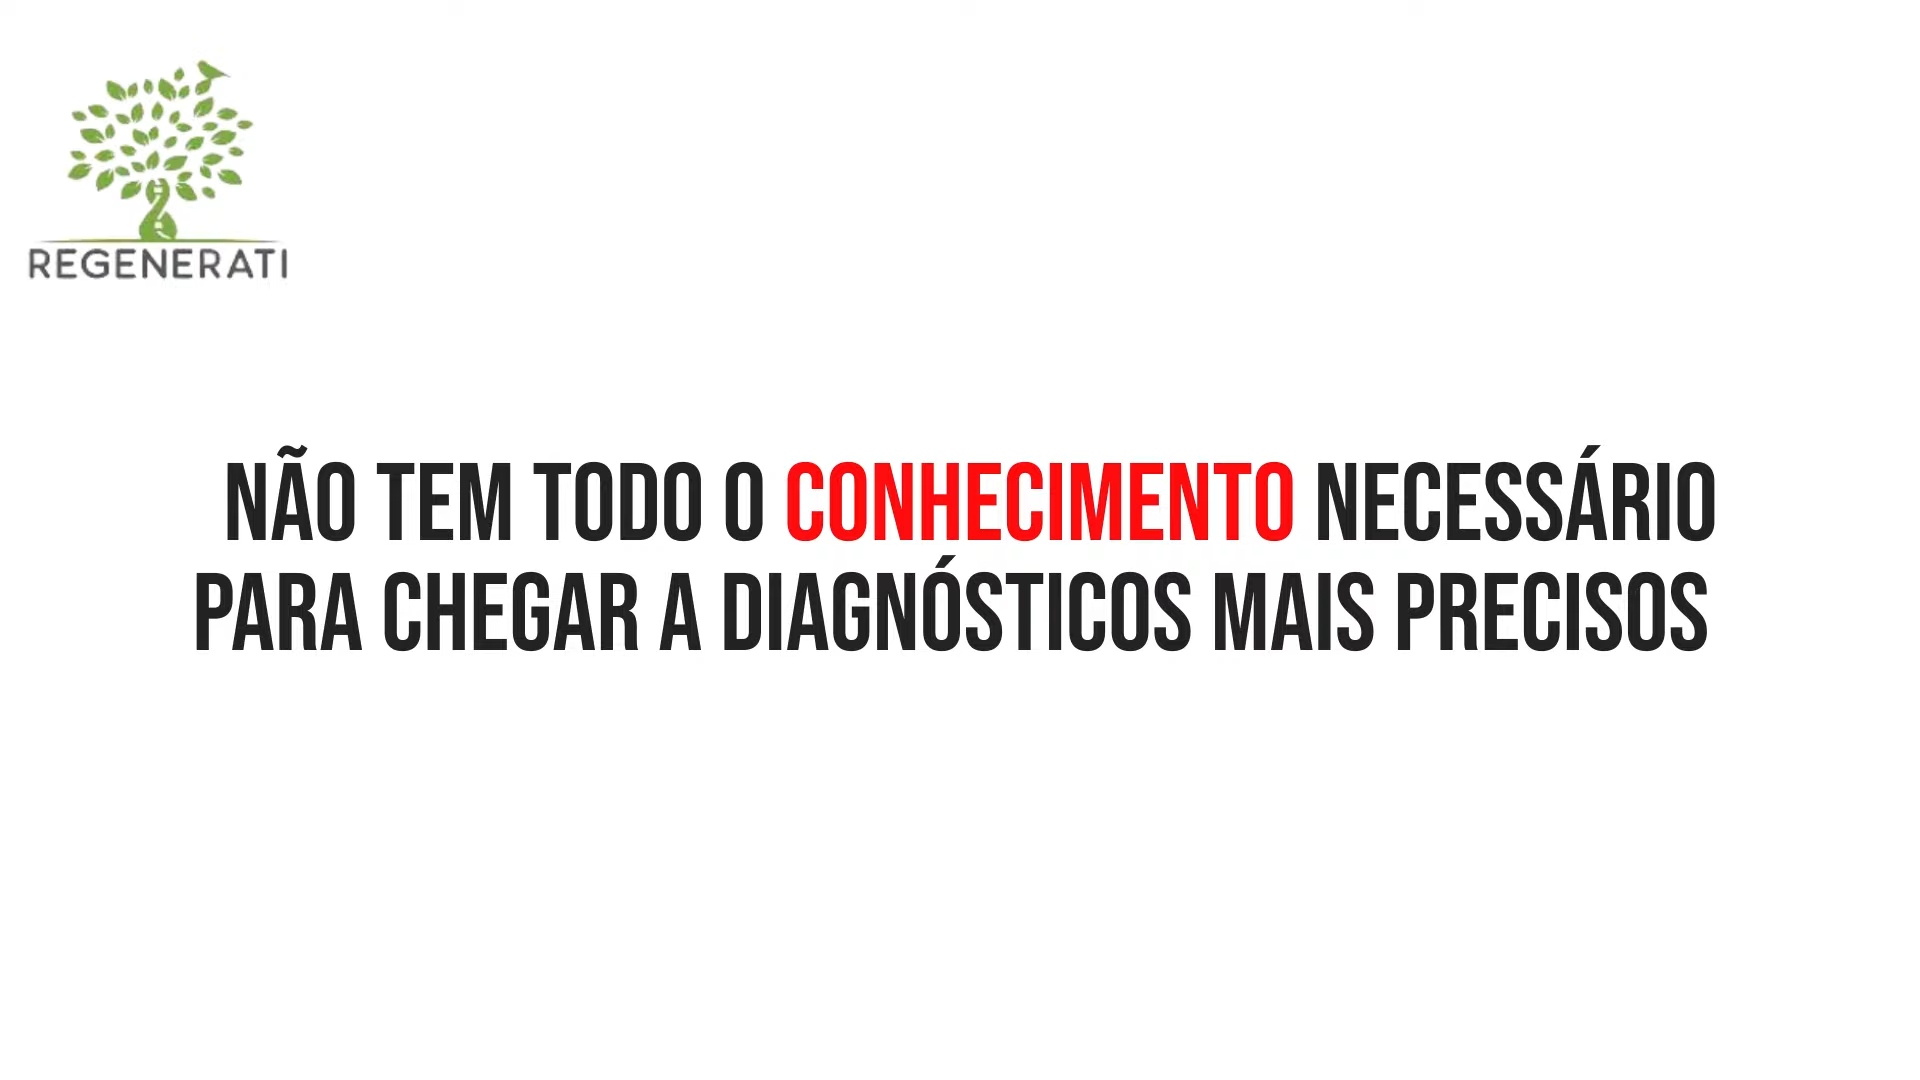 REGENERATI
NÃO TEM TODO O CONHECIMENTO NECESSÁRIO
PARA CHEGAR A DIAGNÓSTICOS MAIS PRECISOS